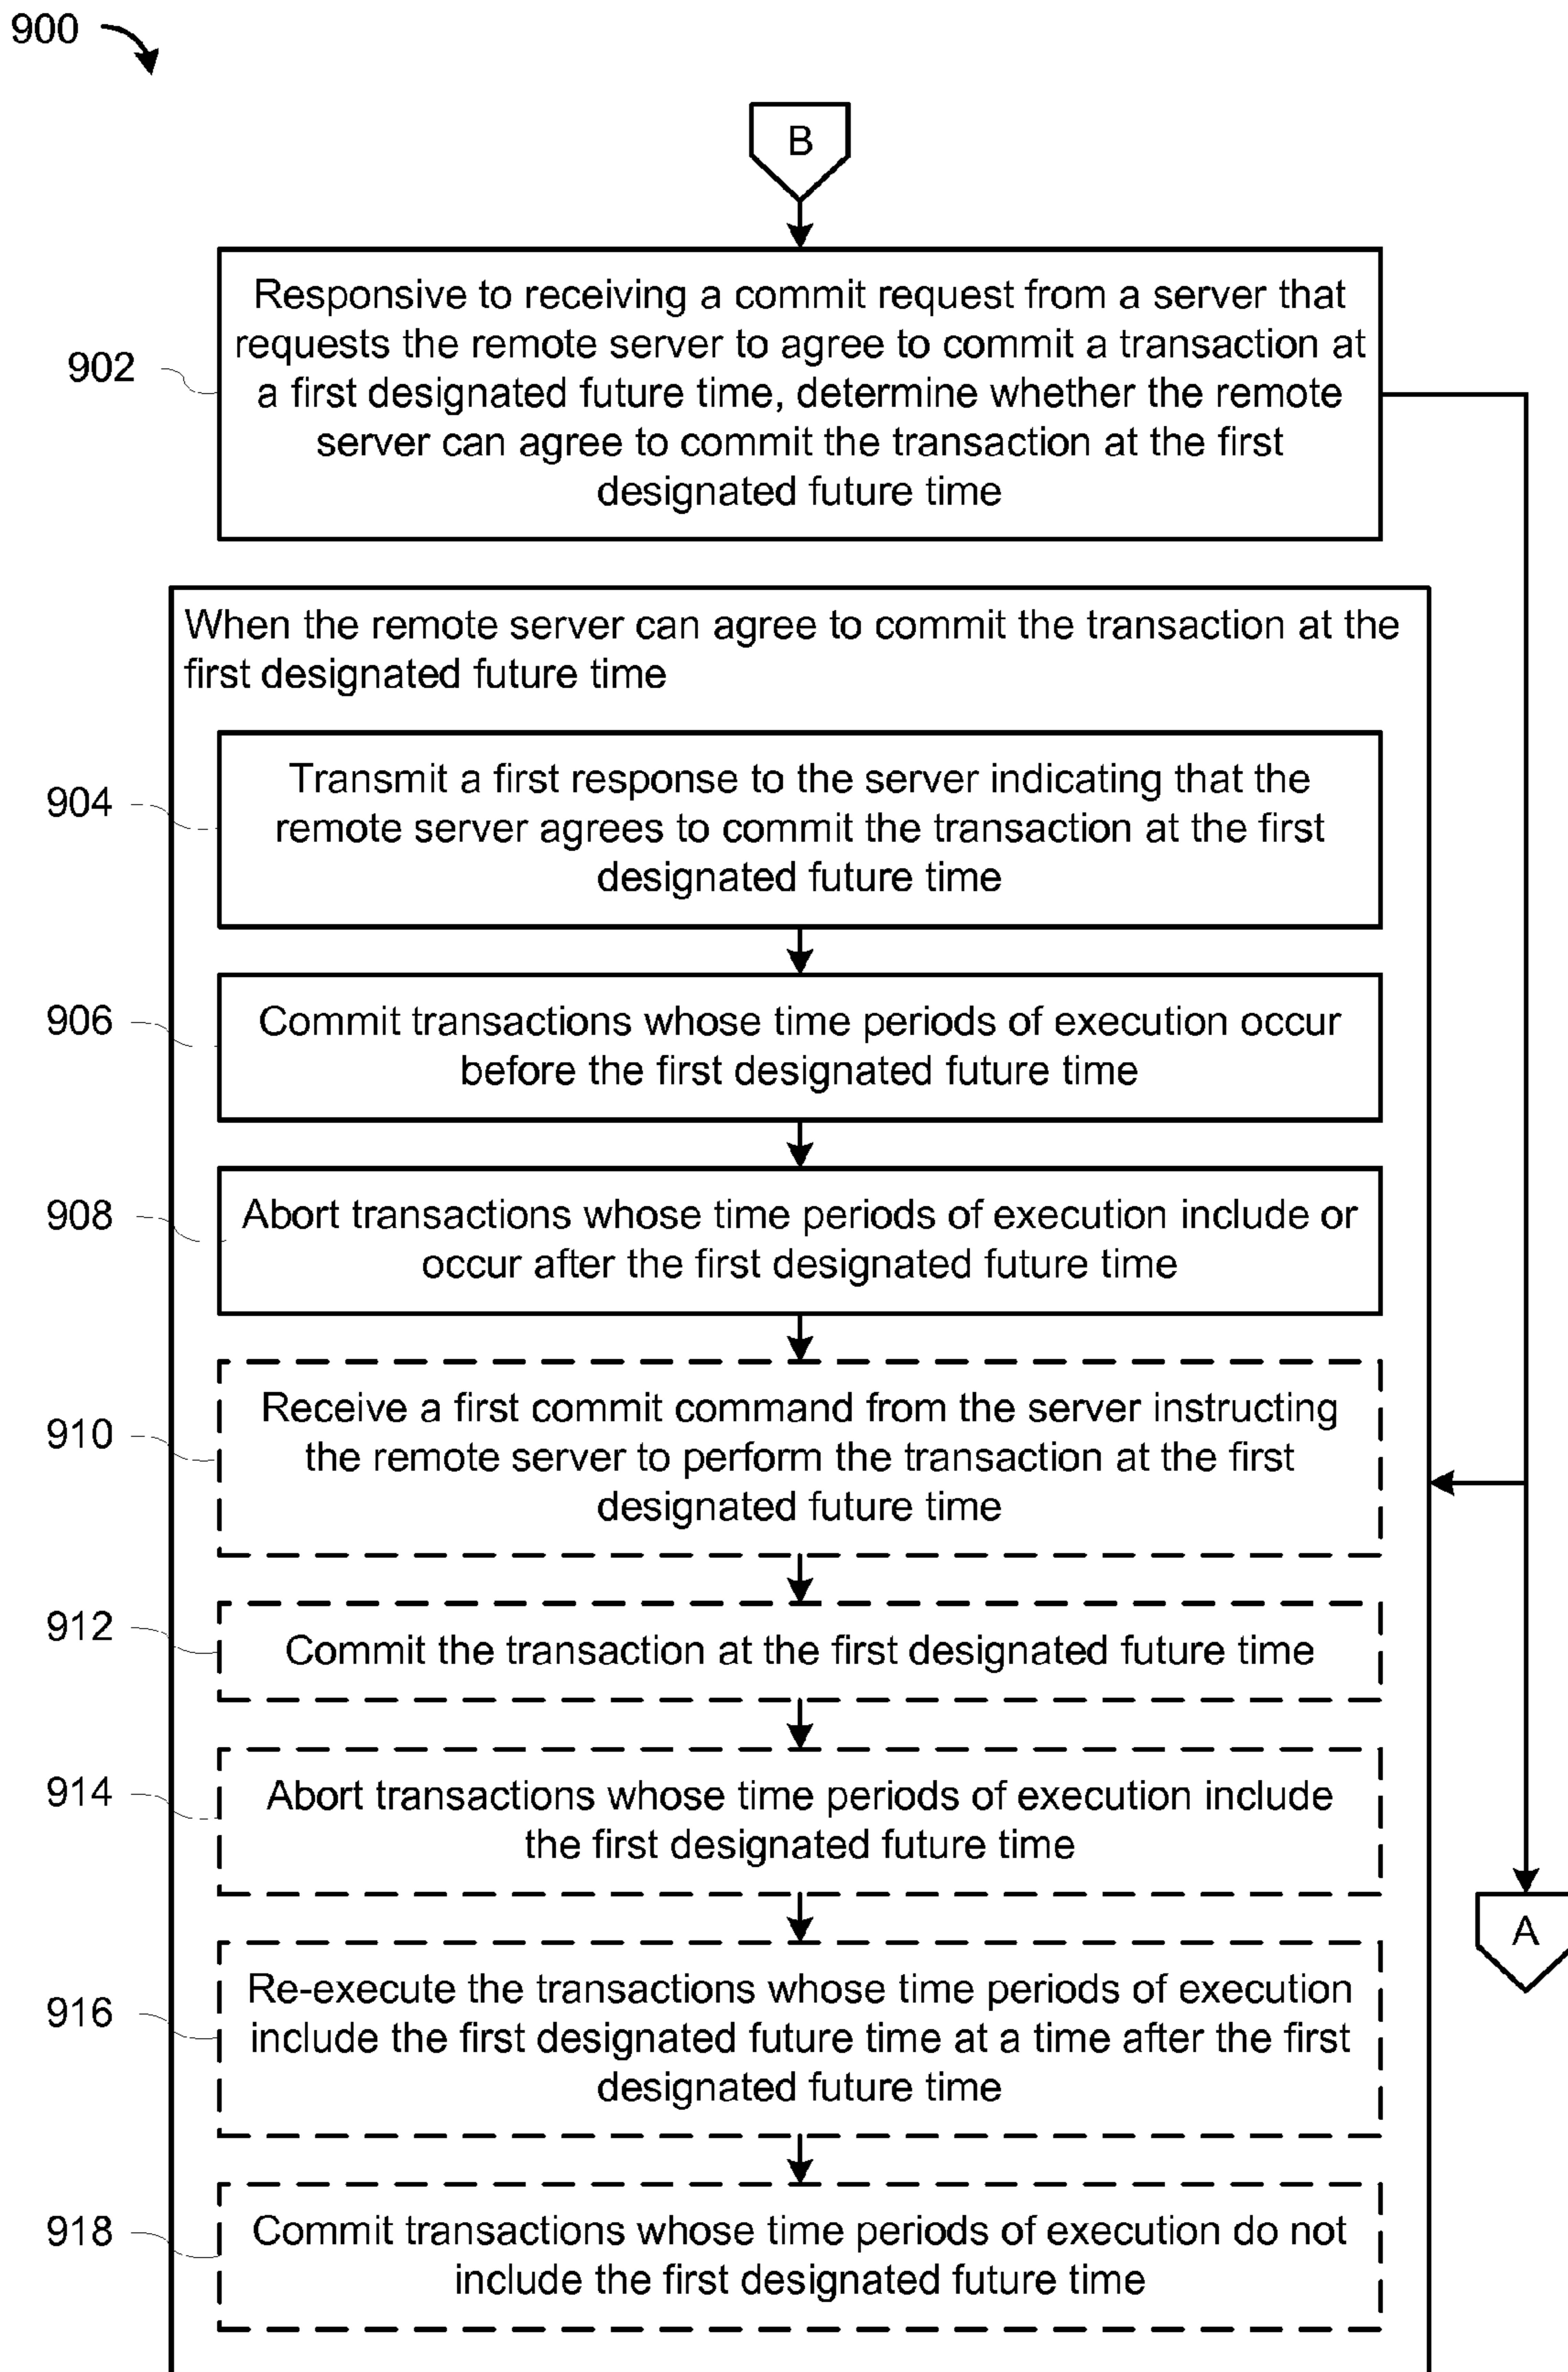 900
B
902
Responsive to receiving a commit request from a server that
requests the remote server to agree to commit a transaction at
a first designated future time, determine whether the remote
server can agree to commit the transaction at the first
designated future time
When the remote server can agree to commit the transaction at the
first designated future time
904
Transmit a first response to the server indicating that the
remote server agrees to commit the transaction at the first
designated future time
906
Commit transactions whose time periods of execution occur
before the first designated future time
908
Abort transactions whose time periods of execution include or
occur after the first designated future time
910
Receive a first commit command from the server instructing
the remote server to perform the transaction at the first
designated future time
912
Commit the transaction at the first designated future time
914
Abort transactions whose time periods of execution include
the first designated future time
A
916
Re-execute the transactions whose time periods of execution
include the first designated future time at a time after the first
designated future time
918
Commit transactions whose time periods of execution do not
include the first designated future time